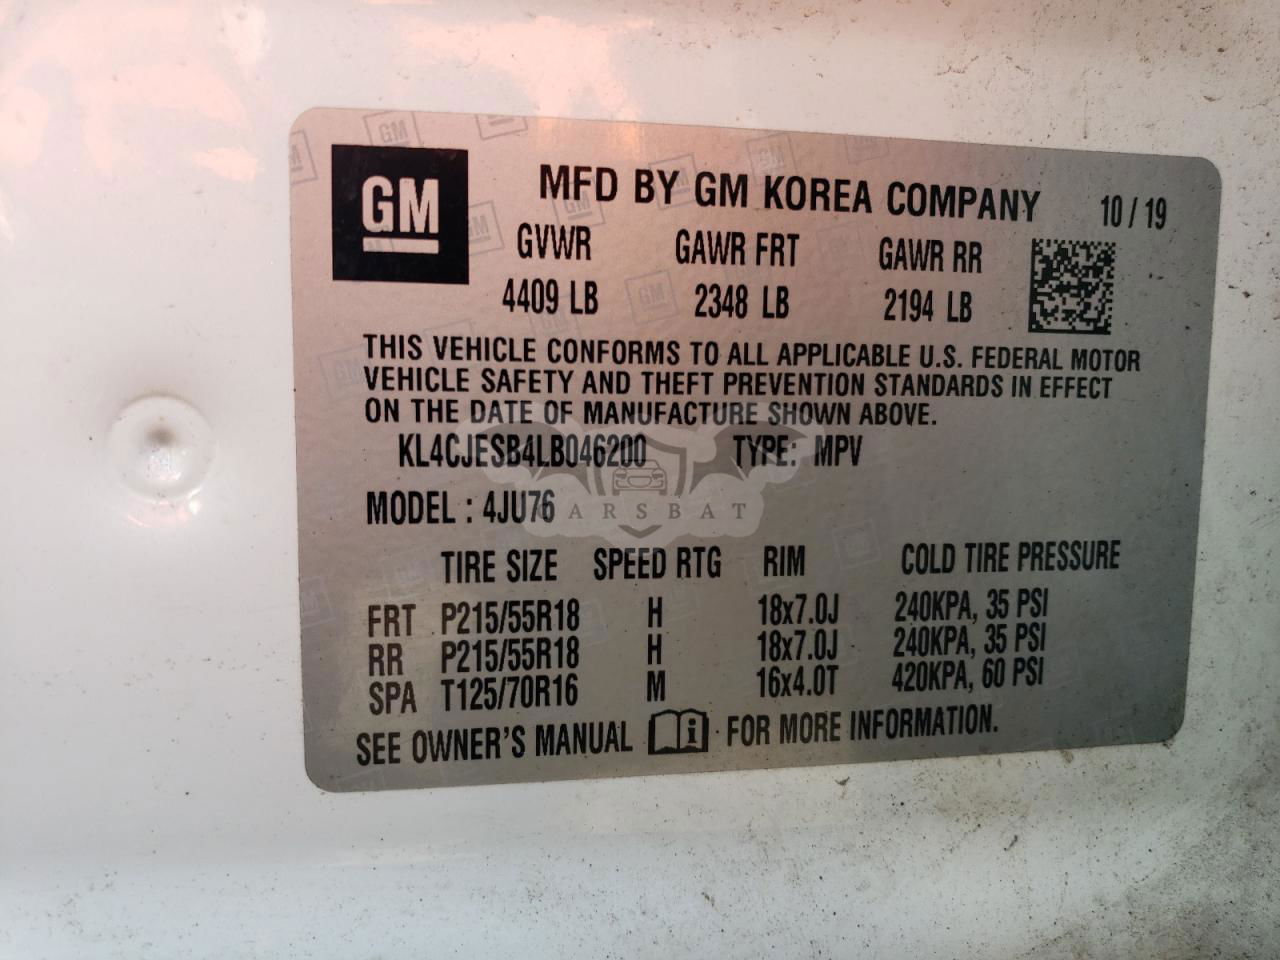 GM
MFD BY GM KOREA COMPANY 10 / 19
GVWR GAWR FRT GAWR RR
4409 LB 2348 LB 2194 LB
THIS VEHICLE CONFORMS TO ALL APPLICABLE U.S. FEDERAL MOTOR
VEHICLE SAFETY AND THEFT PREVENTION STANDARDS IN EFFECT
ON THE DATE OF MANUFACTURE SHOWN ABOVE.
KL4CJESB4LB046200 TYPE: MPV
MODEL : 4JU76
CARSBAT
TIRE SIZE SPEED RTG RIM COLD TIRE PRESSURE
FRT P215/55R18 H 18x7.0J 240KPA, 35 PSI
RR P215/55R18 H 18x7.0J 240KPA, 35 PSI
SPA T125/70R16 M 16x4.0T 420KPA, 60 PSI
SEE OWNER'S MANUAL i FOR MORE INFORMATION.